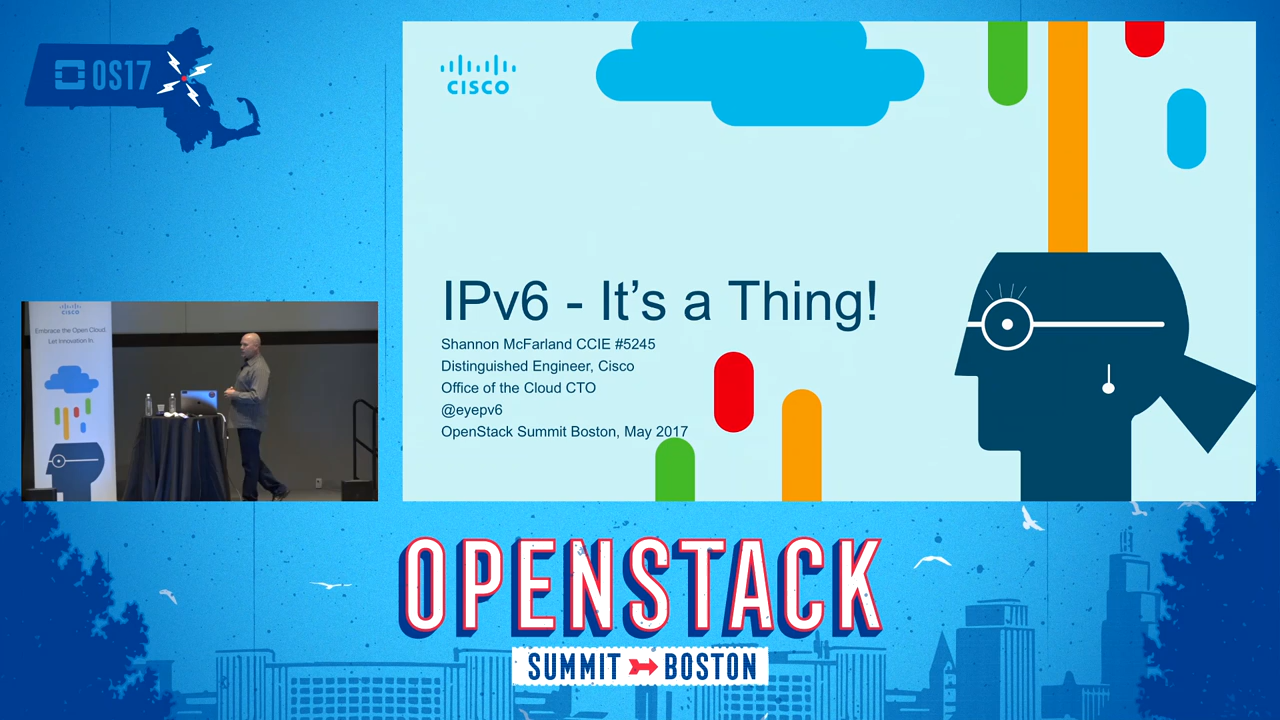 OS17
CISCO
IPv6 - It's a Thing!
Shannon McFarland CCIE #5245
Distinguished Engineer, Cisco
Office of the Cloud CTO
@eyepv6
OpenStack Summit Boston, May 2017
CISCO
Embrace the Open Cloud.
Let Innovation In.
OPENSTACK
SUMMIT BOSTON